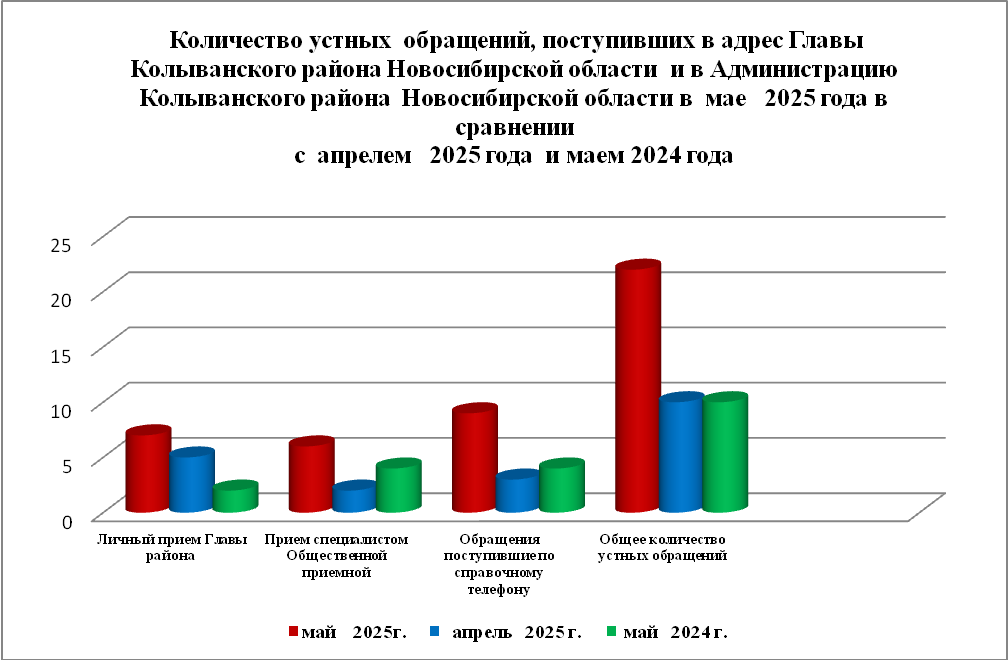 Количество устных обращений, поступивших в адрес Главы
Колыванского района Новосибирской области и в Администрацию
Колыванского района Новосибирской области в мае 2025 года в
сравнении
с апрелем 2025 года и маем 2024 года
25
20
15
10
5
0
Личный прием Главы
района
Прием специалистом
Общественной
приемной
Обращения
поступившие по
справочному
телефону
Общее количество
устных обращений
май 2025г.
апрель 2025 г.
май 2024 г.